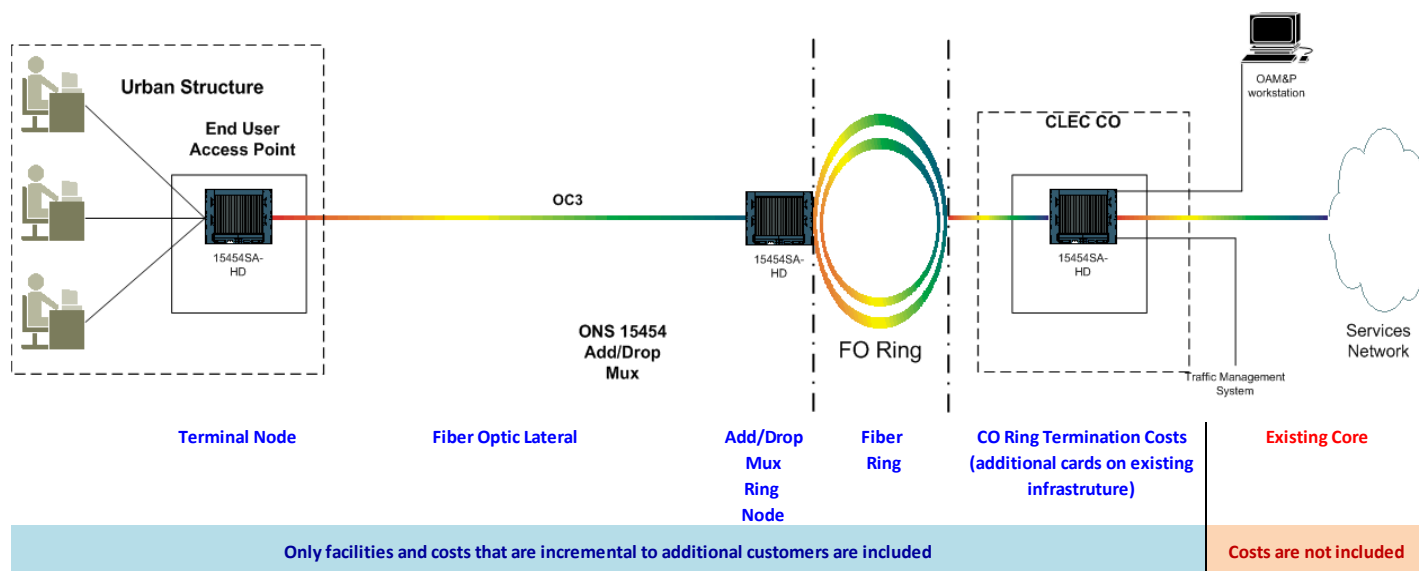 OAM&P
workstation
Urban Structure
End User
Access Point
CLEC CO
OC3
15454SA-
HD
15454SA-
HD
15454SA-
HD
ONS 15454
Add/Drop
Mux
FO Ring
Services
Network
Traffic Management
System
Terminal Node
Fiber Optic Lateral
Add/Drop
Mux
Ring
Node
Fiber
Ring
CO Ring Termination Costs
(additional cards on existing
infrastruture)
Existing Core
Only facilities and costs that are incremental to additional customers are included
Costs are not included